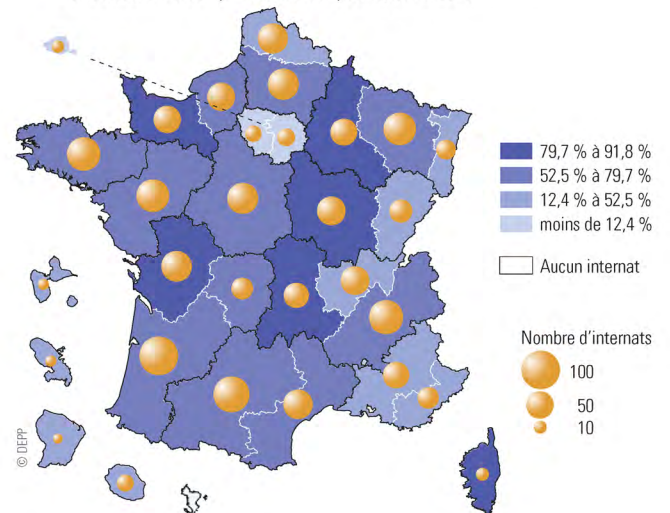 79,7 % à 91,8 %
52,5 % à 79,7 %
12,4 % à 52,5 %
moins de 12,4 %
Aucun internat
Nombre d'internats
100
50
10
© DEPP